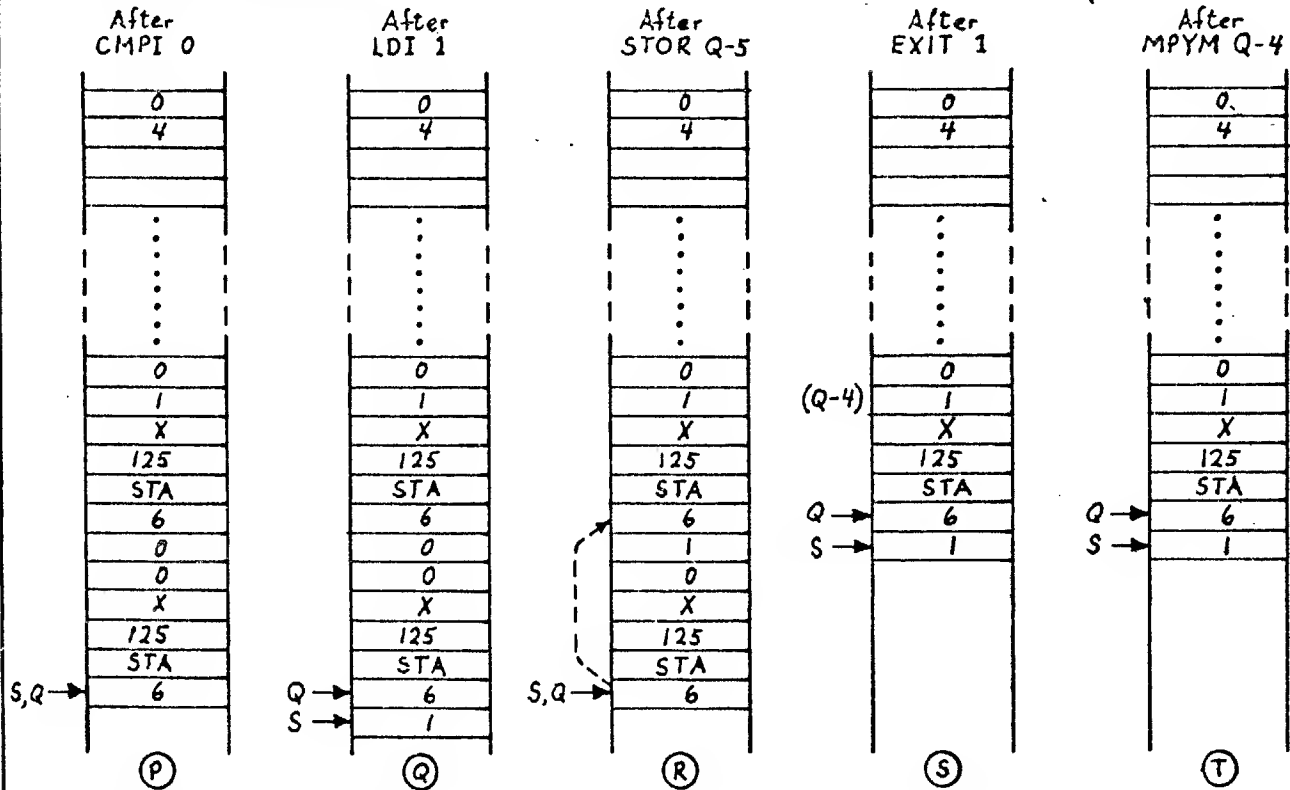 After After After After After
CMPI 0 LDI 1 STOR Q-5 EXIT 1 MPYM Q-4
0 0 0 0 0
4 4 4 4 4
0 0 0 0 0
1 1 1 (Q-4) 1 1
X X X X X
125 125 125 125 125
STA STA STA STA STA
6 6 6 Q 6 Q 6
0 0 1 S 1 S 1
0 0 0
X X X
125 125 125
STA STA STA
S,Q 6 Q 6 S,Q 6
S 1
P Q R S T